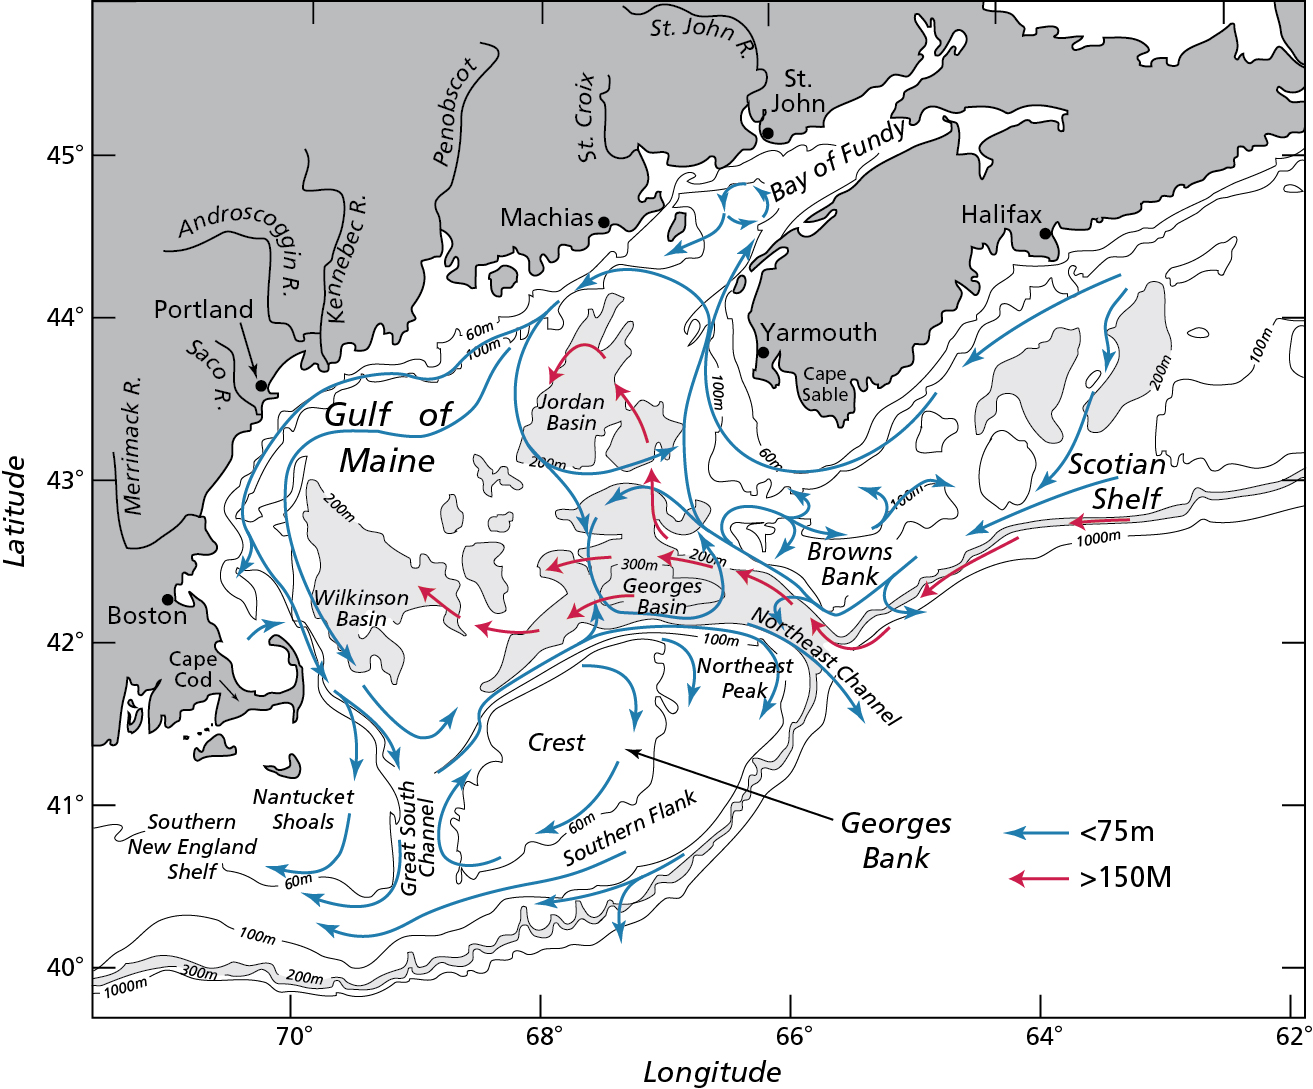 St. John R.
Penobscot
St. Croix
St.
John
Bay of Fundy
45°
Machias
Halifax
Androscoggin R.
Kennebec R.
44°
Portland
Saco R.
60m
100m
Yarmouth
Cape
Sable
100m
200m
100m
Merrimack R.
Gulf of
Maine
Jordan
Basin
200m
100m
60m
43°
Scotian
Shelf
200m
100m
1000m
Browns
Bank
200m
300m
Georges
Basin
Boston
Wilkinson
Basin
Northeast Channel
42°
100m
Cape
Cod
Northeast
Peak
Crest
41°
Nantucket
Shoals
Great South
Channel
60m
Southern Flank
Southern
New England
Shelf
60m
Georges
Bank
<75m
>150M
100m
40°
300m
200m
1000m
70°
68°
66°
64°
62°
Latitude
Longitude